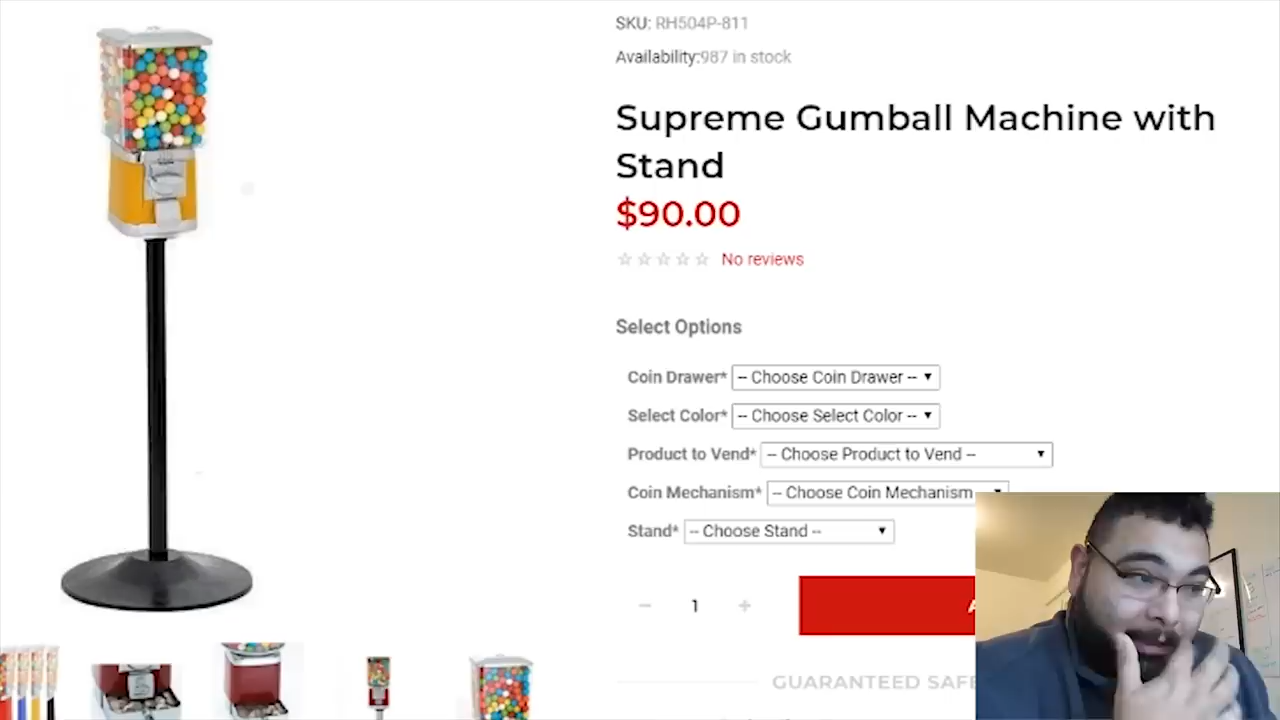 SKU: RH504P-811
Availability:987 in stock
Supreme Gumball Machine with
Stand
$90.00
No reviews
Select Options
Coin Drawer* -- Choose Coin Drawer --
Select Color* -- Choose Select Color --
Product to Vend* -- Choose Product to Vend --
Coin Mechanism* -- Choose Coin Mechanism
Stand* -- Choose Stand --
− 1 +
GUARANTEED SAFE